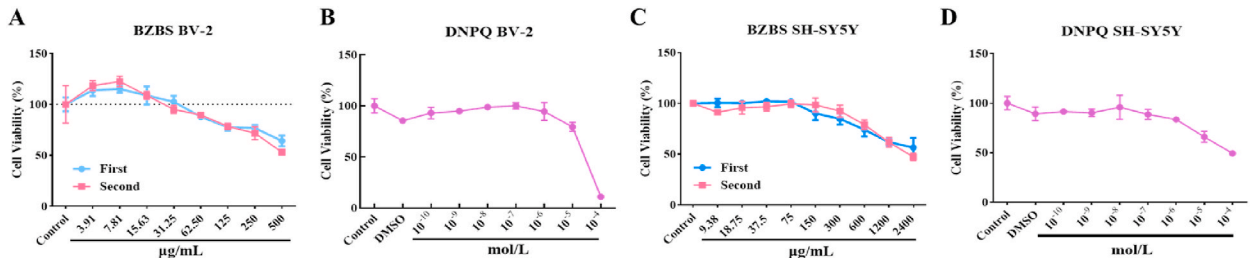 A
BZBS BV-2
Cell Viability (%)
150
100
50
0
First
Second
Control
3.91
7.81
15.63
31.25
62.50
125
250
500
µg/mL
B
DNPQ BV-2
Cell Viability (%)
150
100
50
0
Control
DMSO
10⁻¹⁰
10⁻⁹
10⁻⁸
10⁻⁷
10⁻⁶
10⁻⁵
10⁻⁴
mol/L
C
BZBS SH-SY5Y
Cell Viability (%)
150
100
50
0
First
Second
Control
9.38
18.75
37.5
75
150
300
600
1200
2400
µg/mL
D
DNPQ SH-SY5Y
Cell Viability (%)
150
100
50
0
Control
DMSO
10⁻¹⁰
10⁻⁹
10⁻⁸
10⁻⁷
10⁻⁶
10⁻⁵
10⁻⁴
mol/L